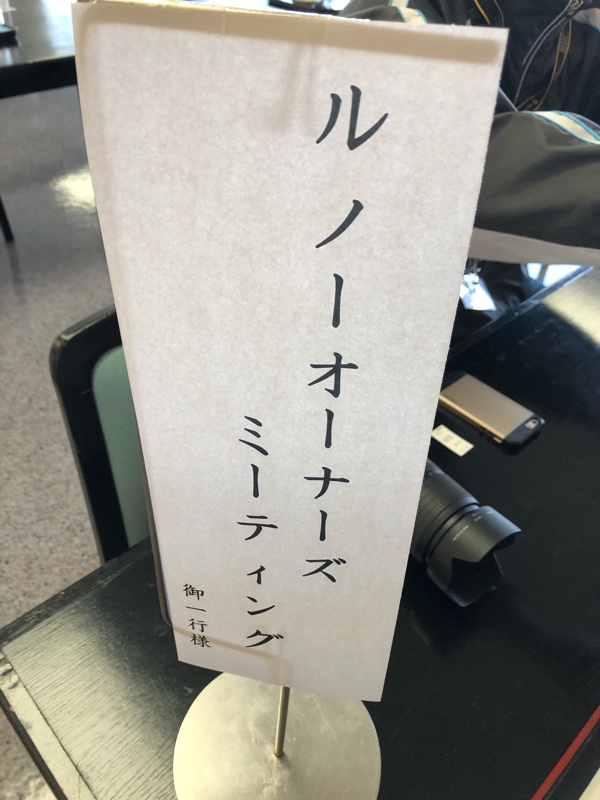 ルノーオーナーズ
ミーティング
御一行様